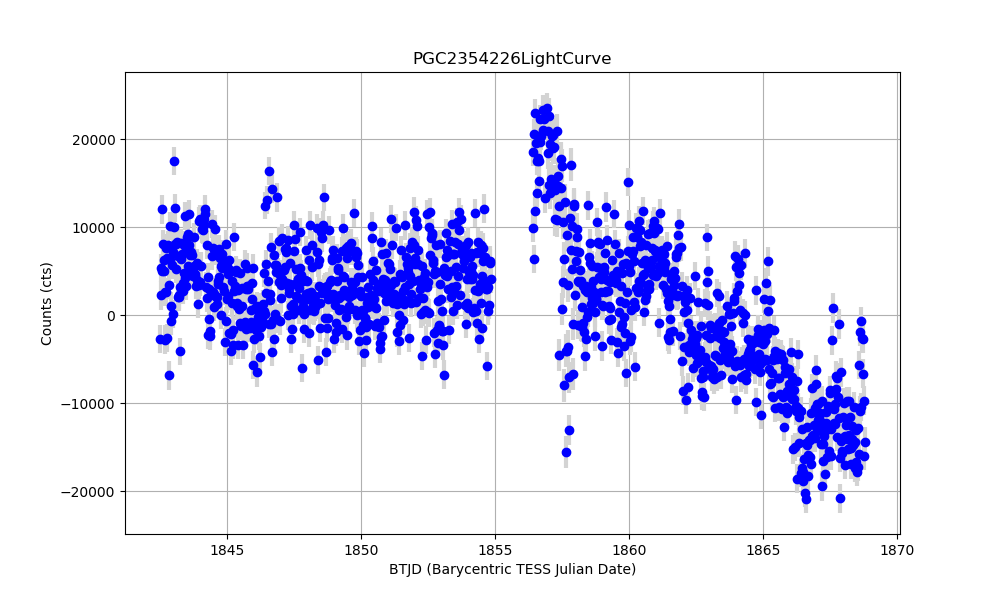 PGC2354226LightCurve
Counts (cts)
20000
10000
0
−10000
−20000
1845 1850 1855 1860 1865 1870
BTJD (Barycentric TESS Julian Date)